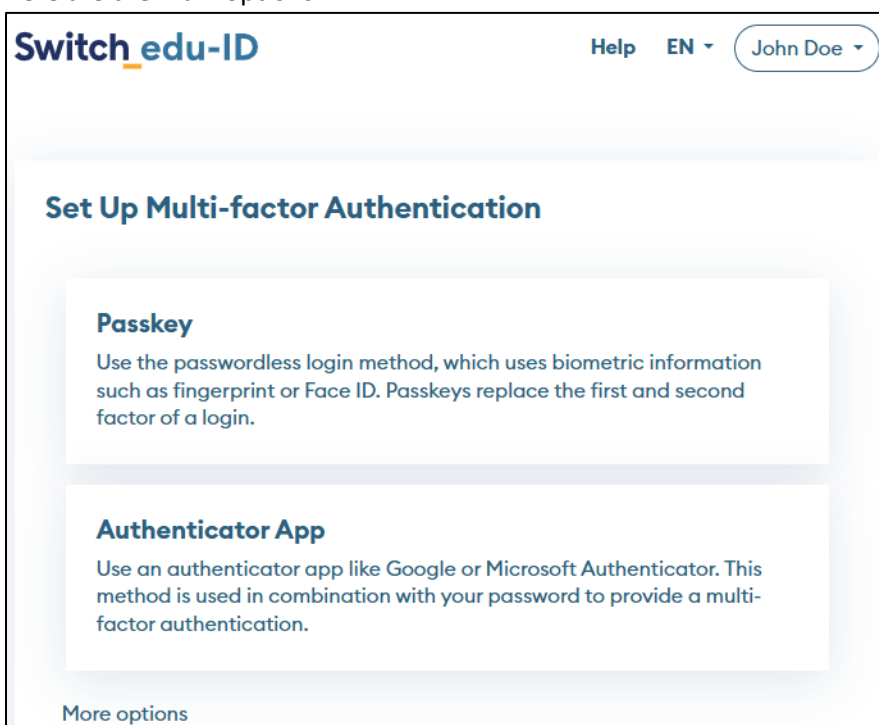 Switch edu-ID
Help EN John Doe
Set Up Multi-factor Authentication
Passkey
Use the passwordless login method, which uses biometric information
such as fingerprint or Face ID. Passkeys replace the first and second
factor of a login.
Authenticator App
Use an authenticator app like Google or Microsoft Authenticator. This
method is used in combination with your password to provide a multi-
factor authentication.
More options